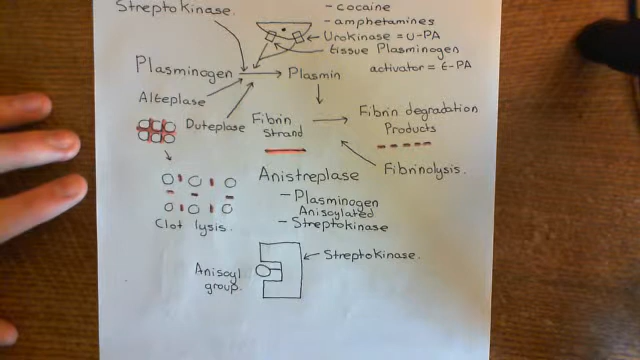 Streptokinase.
- cocaine
- amphetamines
Urokinase = u-PA
tissue Plasminogen
activator = t-PA
Plasminogen
Plasmin
Alteplase
Duteplase
Fibrin
Strand
Fibrin degradation
Products
Fibrinolysis.
Clot lysis.
Anistreplase
- Plasminogen
Anisoylated
- Streptokinase
Streptokinase.
Anisoyl
group.